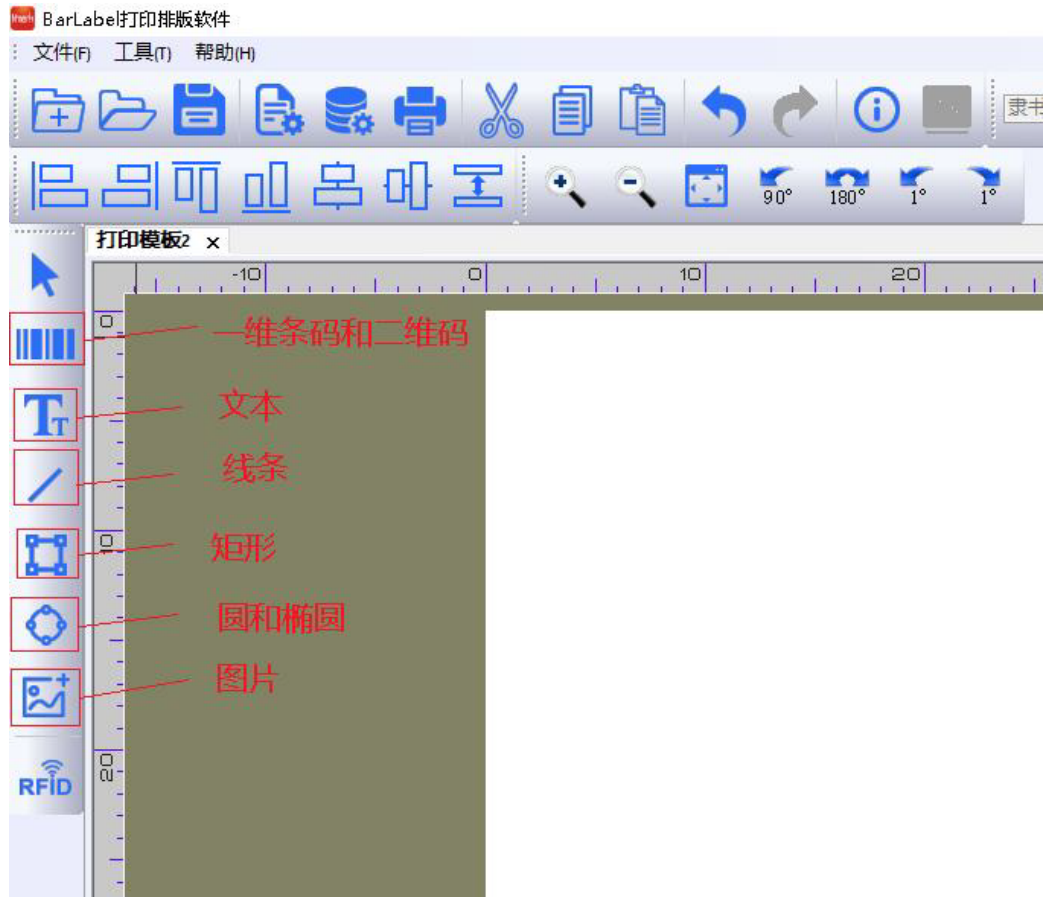 BarLabel打印排版软件
文件(F) 工具(T) 帮助(H)
隶书
90° 180° 1° 1°
打印模板2 x
-10 0 10 20
0
一维条码和二维码
文本
线条
10
矩形
圆和椭圆
图片
20
RFID